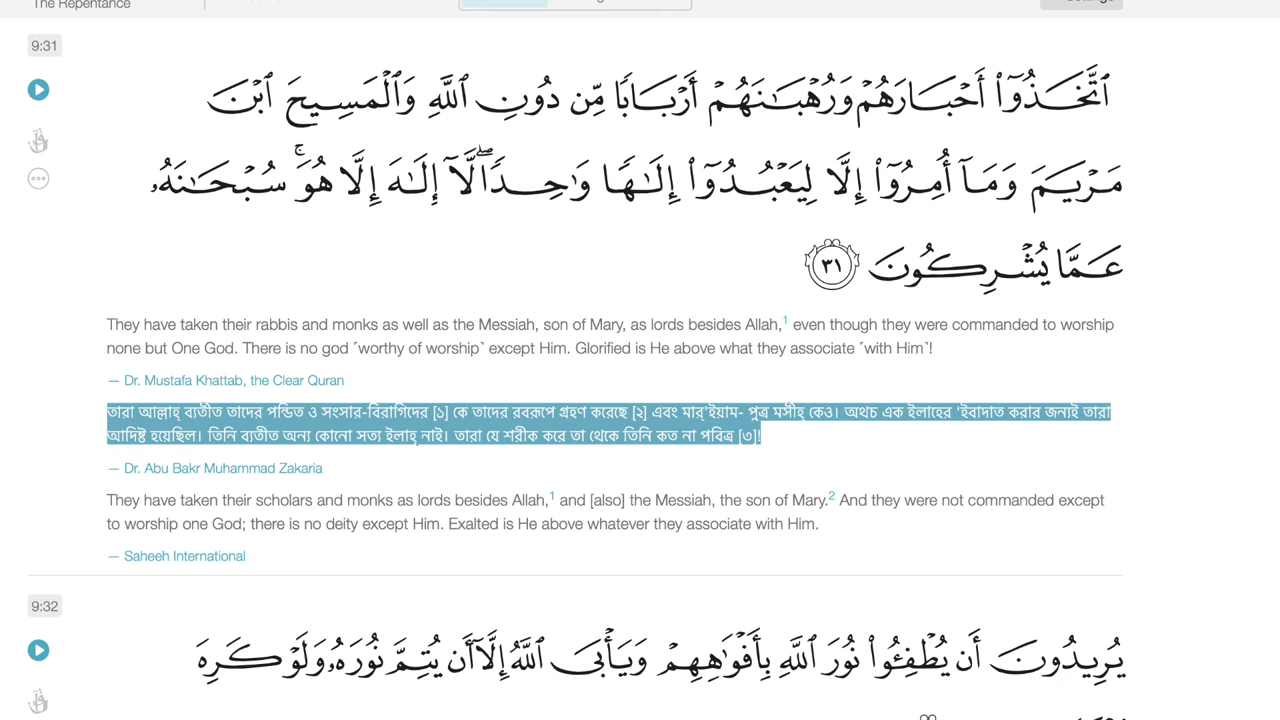 The Repentance
9:31
ٱتَّخَذُوٓا۟ أَحْبَارَهُمْ وَرُهْبَـٰنَهُمْ أَرْبَابًا مِّن دُونِ ٱللَّهِ وَٱلْمَسِيحَ ٱبْنَ
مَرْيَمَ وَمَآ أُمِرُوٓا۟ إِلَّا لِيَعْبُدُوٓا۟ إِلَـٰهًا وَٰحِدًا ۖ لَّآ إِلَـٰهَ إِلَّا هُوَ ۚ سُبْحَـٰنَهُۥ
عَمَّا يُشْرِكُونَ ٣١
They have taken their rabbis and monks as well as the Messiah, son of Mary, as lords besides Allah,1 even though they were commanded to worship
none but One God. There is no god ˹worthy of worship˺ except Him. Glorified is He above what they associate ˹with Him˺!
— Dr. Mustafa Khattab, the Clear Quran
তারা আল্লাহ্ ব্যতীত তাদের পন্ডিত ও সংসার-বিরাগিদের [১] কে তাদের রবরূপে গ্রহণ করেছে [২] এবং মার্ইয়াম- পুত্র মসীহ্ কেও। অথচ এক ইলাহের ‘ইবাদাত করার জন্যই তারা
আদিষ্ট হয়েছিল। তিনি ব্যতীত অন্য কোনো সত্য ইলাহ্ নাই। তারা যে শরীক করে তা থেকে তিনি কত না পবিত্র [৩]!
— Dr. Abu Bakr Muhammad Zakaria
They have taken their scholars and monks as lords besides Allah,1 and [also] the Messiah, the son of Mary.2 And they were not commanded except
to worship one God; there is no deity except Him. Exalted is He above whatever they associate with Him.
— Saheeh International
9:32
يُرِيدُونَ أَن يُطْفِـُٔوا۟ نُورَ ٱللَّهِ بِأَفْوَٰهِهِمْ وَيَأْبَى ٱللَّهُ إِلَّآ أَن يُتِمَّ نُورَهُۥ وَلَوْ كَرِهَ